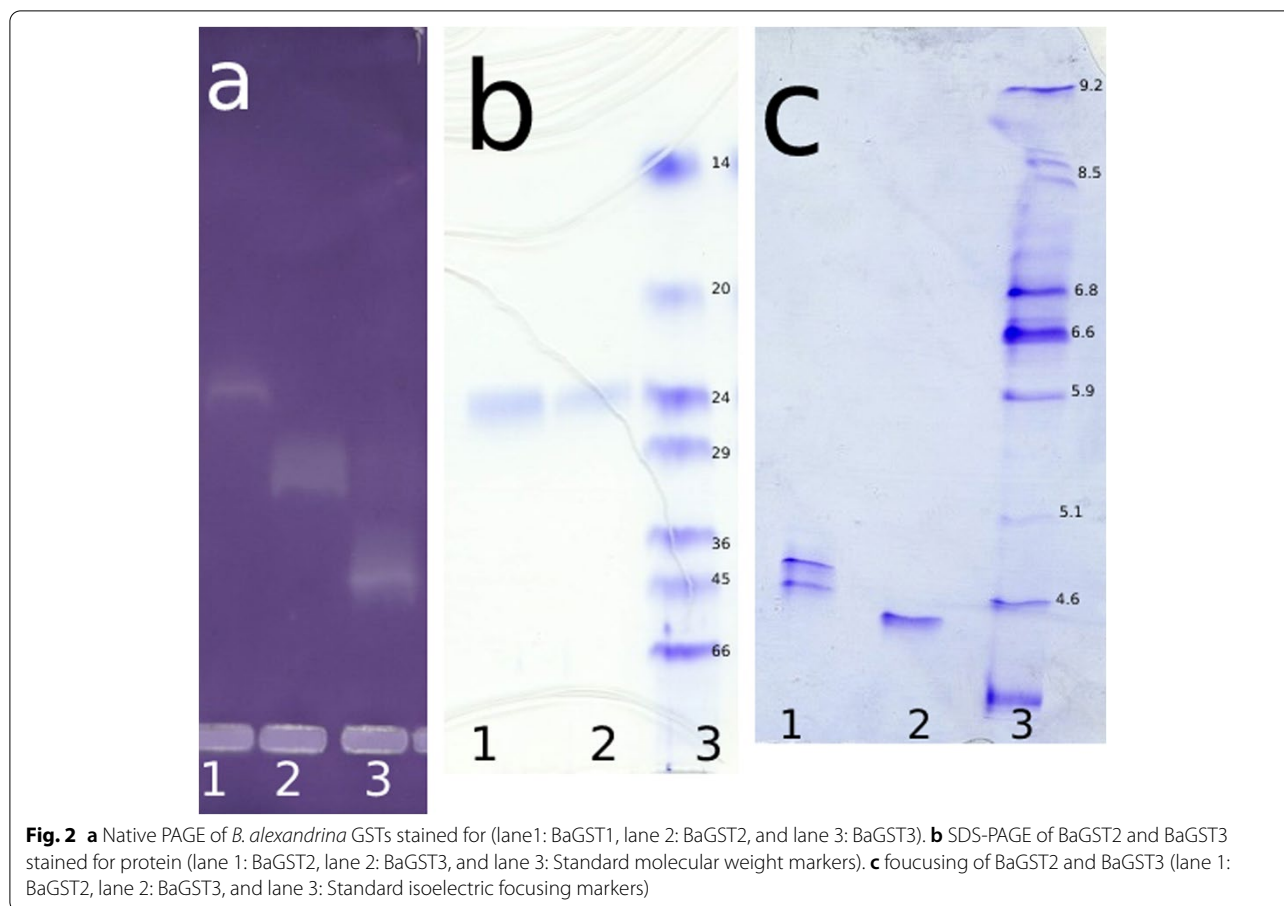 a
1 2 3
b
14
20
24
29
36
45
66
1 2 3
c
9.2
8.5
6.8
6.6
5.9
5.1
4.6
1 2 3
Fig. 2 a Native PAGE of B. alexandrina GSTs stained for (lane1: BaGST1, lane 2: BaGST2, and lane 3: BaGST3). b SDS-PAGE of BaGST2 and BaGST3
stained for protein (lane 1: BaGST2, lane 2: BaGST3, and lane 3: Standard molecular weight markers). c foucusing of BaGST2 and BaGST3 (lane 1:
BaGST2, lane 2: BaGST3, and lane 3: Standard isoelectric focusing markers)